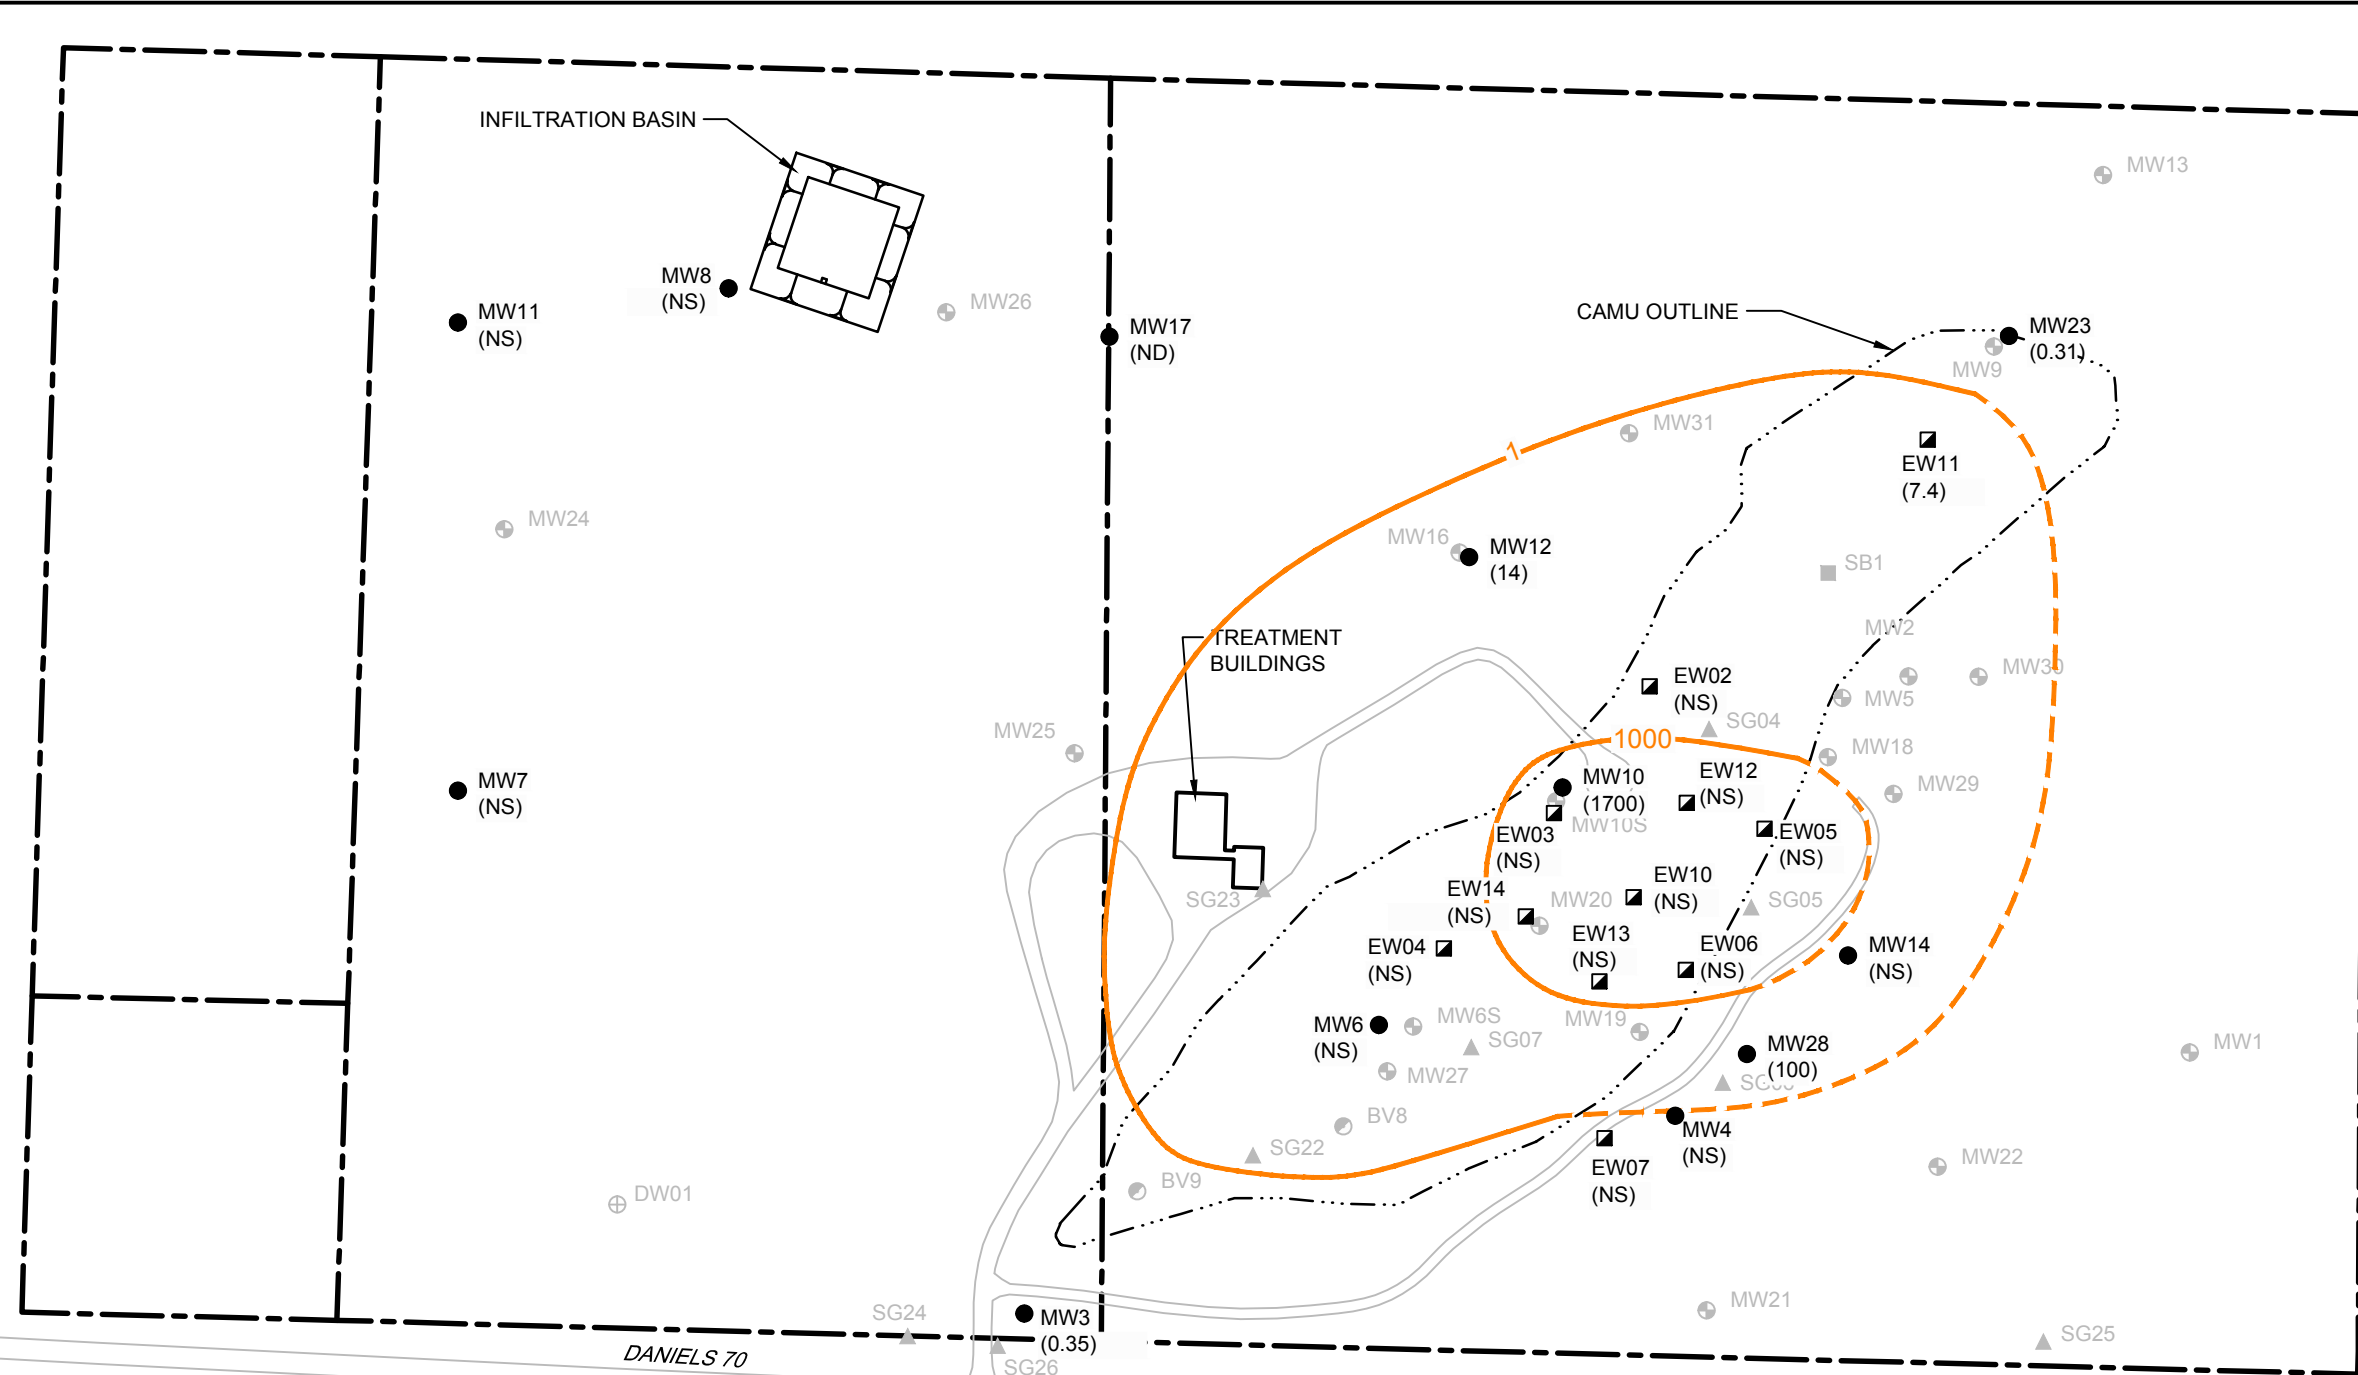 INFILTRATION BASIN
MW13
MW8
(NS)
MW11
(NS)
MW26
MW17
(ND)
CAMU OUTLINE
MW23
(0.31)
MW9
MW31
1
EW11
(7.4)
MW24
MW16
MW12
(14)
SB1
MW2
TREATMENT
BUILDINGS
MW30
EW02
(NS)
MW5
SG04
MW25
1000
MW18
MW7
(NS)
MW10
(1700)
EW12
(NS)
MW29
MW10S
EW03
(NS)
EW05
(NS)
EW14
(NS)
MW20
EW10
(NS)
SG05
SG23
EW04
(NS)
EW13
(NS)
EW06
(NS)
MW14
(NS)
MW6
(NS)
MW6S
SG07
MW19
MW28
(100)
MW1
MW27
BV8
MW4
(NS)
SG22
EW07
(NS)
MW22
BV9
DW01
MW21
SG24
MW3
(0.35)
SG25
DANIELS 70
SG26